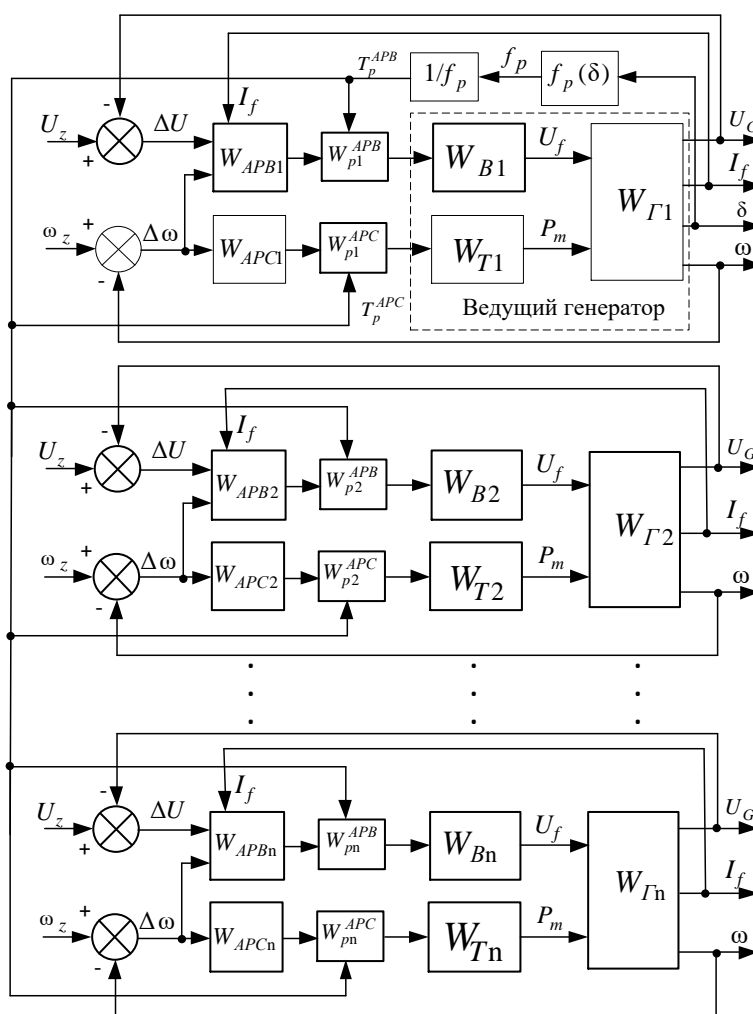 T_p^{APB} 1/f_p f_p f_p(δ)
- I_f
U_z ΔU U_f U_G
+ W_{APB1} W_{p1}^{APB} W_{B1} W_{Г1} I_f
ω_z + Δω δ
W_{APC1} W_{p1}^{APC} W_{T1} P_m ω
- T_p^{APC} Ведущий генератор
- I_f
U_z ΔU U_f U_G
+ W_{APB2} W_{p2}^{APB} W_{B2} W_{Г2} I_f
ω_z + Δω P_m ω
- W_{APC2} W_{p2}^{APC} W_{T2}
- I_f
U_z ΔU U_f U_G
+ W_{APBn} W_{pn}^{APB} W_{Bn} W_{Гn} I_f
ω_z + Δω P_m ω
- W_{APCn} W_{pn}^{APC} W_{Tn}